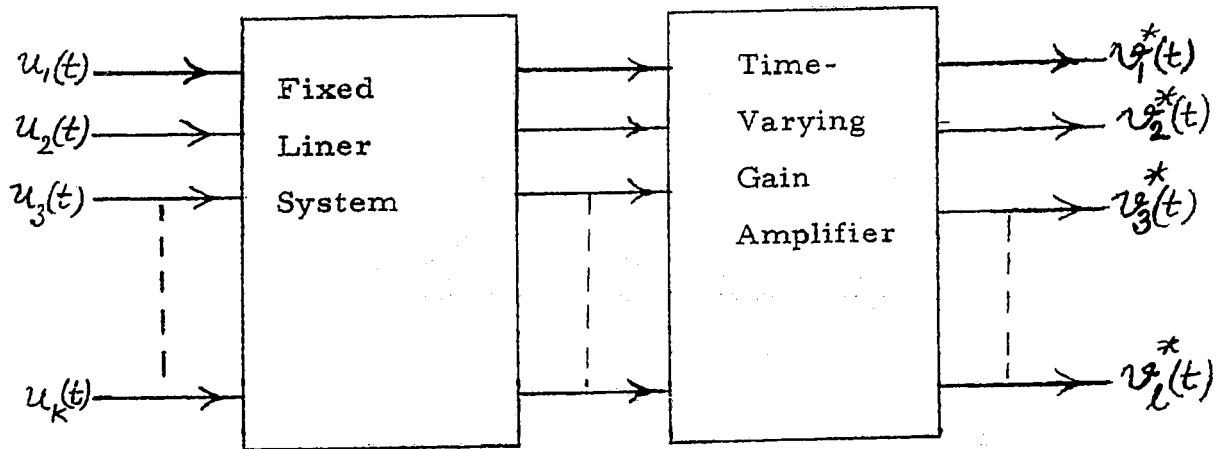 u₁(t)
u₂(t)
u₃(t)
uₖ(t)
Fixed
Liner
System
Time-
Varying
Gain
Amplifier
v₁*(t)
v₂*(t)
v₃*(t)
vₗ*(t)